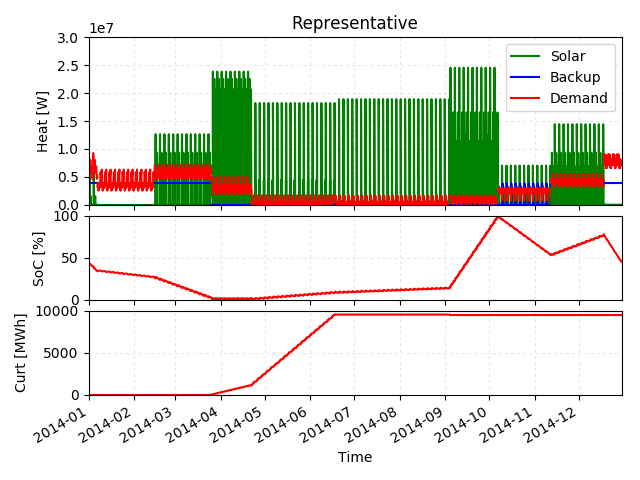 Representative
1e7
3.0
2.5
2.0
1.5
1.0
0.5
0.0
Heat [W]
Solar
Backup
Demand
100
50
0
SoC [%]
10000
5000
0
Curt [MWh]
2014-01
2014-02
2014-03
2014-04
2014-05
2014-06
2014-07
2014-08
2014-09
2014-10
2014-11
2014-12
Time